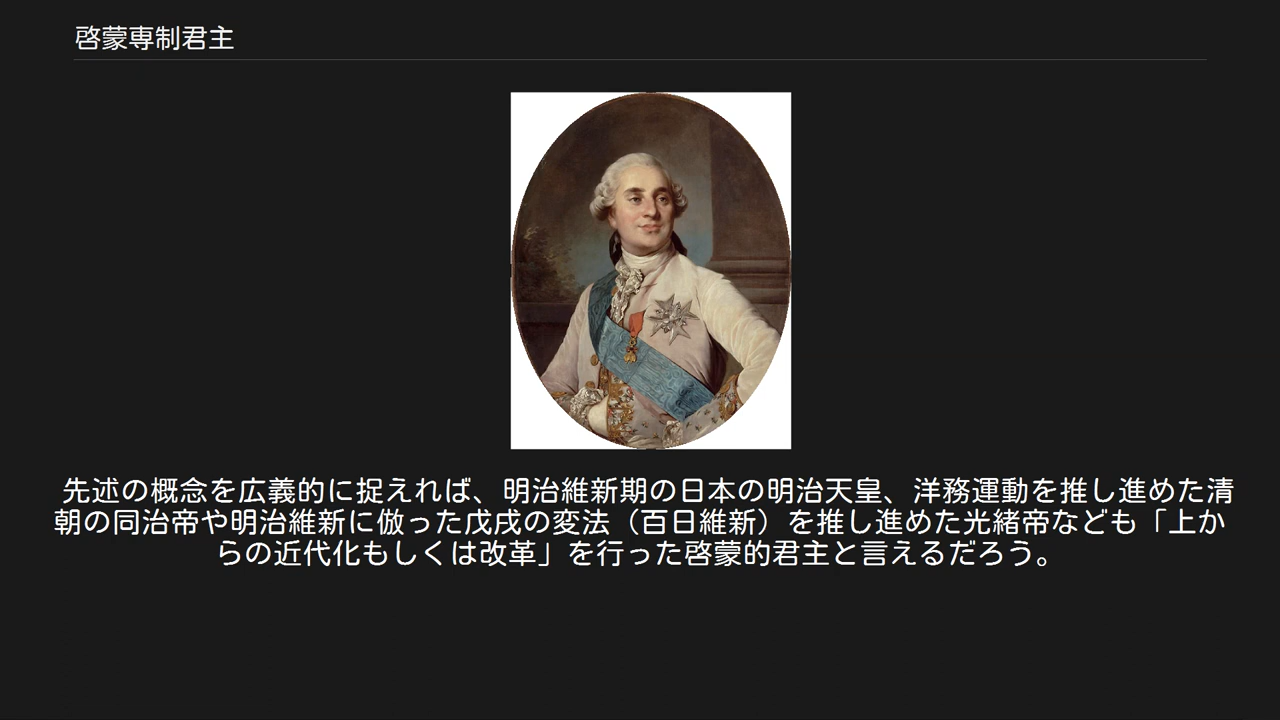 啓蒙専制君主
先述の概念を広義的に捉えれば、明治維新期の日本の明治天皇、洋務運動を推し進めた清
朝の同治帝や明治維新に倣った戊戌の変法（百日維新）を推し進めた光緒帝なども「上か
らの近代化もしくは改革」を行った啓蒙的君主と言えるだろう。